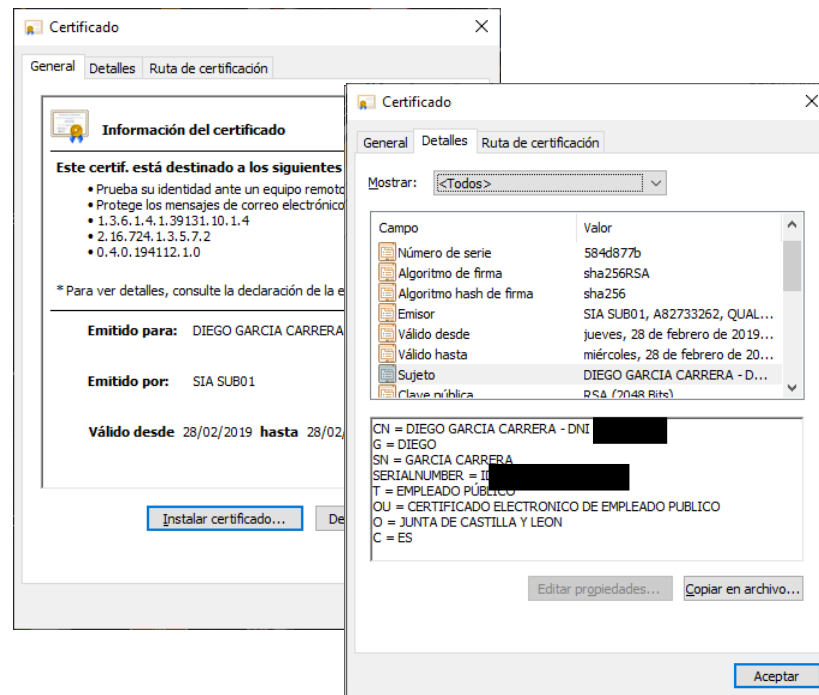 Certificado
General Detalles Ruta de certificación
Información del certificado
Este certif. está destinado a los siguientes
• Prueba su identidad ante un equipo remoto
• Protege los mensajes de correo electrónico
• 1.3.6.1.4.1.39131.10.1.4
• 2.16.724.1.3.5.7.2
• 0.4.0.194112.1.0
* Para ver detalles, consulte la declaración de la e
Emitido para: DIEGO GARCIA CARRERA
Emitido por: SIA SUB01
Válido desde 28/02/2019 hasta 28/02/
Instalar certificado... De
Certificado
General Detalles Ruta de certificación
Mostrar: <Todos>
Campo Valor
Número de serie 584d877b
Algoritmo de firma sha256RSA
Algoritmo hash de firma sha256
Emisor SIA SUB01, A82733262, QUAL...
Válido desde jueves, 28 de febrero de 2019...
Válido hasta miércoles, 28 de febrero de 20...
Sujeto DIEGO GARCIA CARRERA - D...
Clave pública RSA (2048 Bits)
CN = DIEGO GARCIA CARRERA - DNI
G = DIEGO
SN = GARCIA CARRERA
SERIALNUMBER =
T = EMPLEADO PÚBLICO
OU = CERTIFICADO ELECTRONICO DE EMPLEADO PUBLICO
O = JUNTA DE CASTILLA Y LEON
C = ES
Editar propiedades... Copiar en archivo...
Aceptar